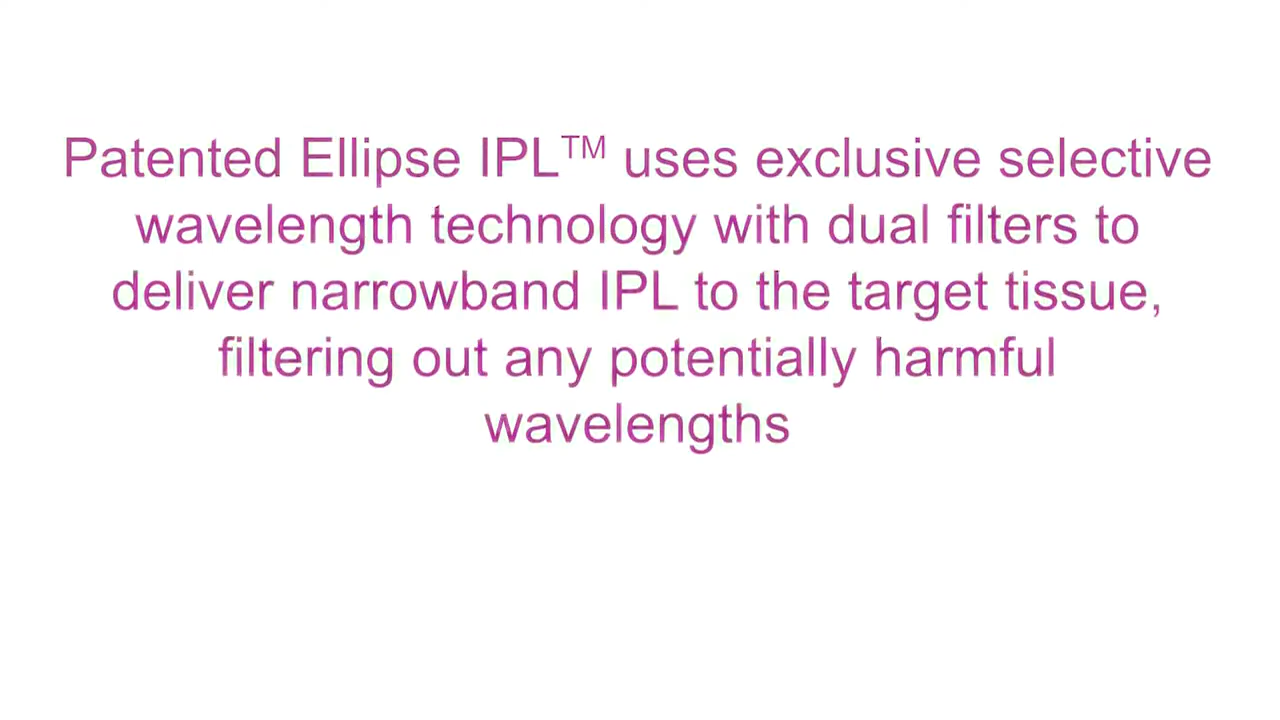 Patented Ellipse IPL™ uses exclusive selective
wavelength technology with dual filters to
deliver narrowband IPL to the target tissue,
filtering out any potentially harmful
wavelengths